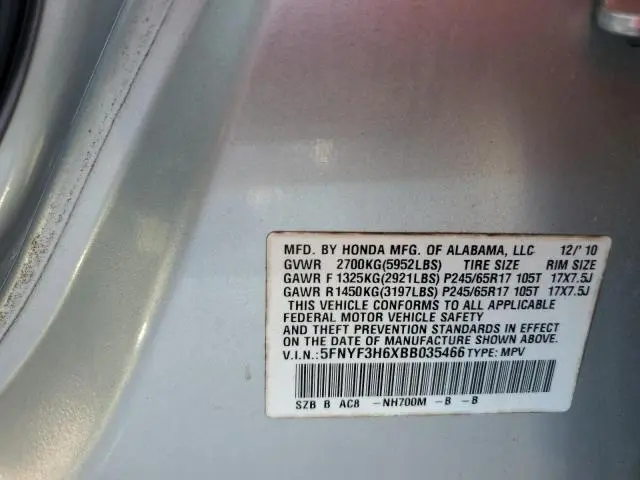 MFD. BY HONDA MFG. OF ALABAMA, LLC 12/'10
GVWR 2700KG(5952LBS) TIRE SIZE RIM SIZE
GAWR F 1325KG(2921LBS) P245/65R17 105T 17X7.5J
GAWR R1450KG(3197LBS) P245/65R17 105T 17X7.5J
THIS VEHICLE CONFORMS TO ALL APPLICABLE
FEDERAL MOTOR VEHICLE SAFETY
AND THEFT PREVENTION STANDARDS IN EFFECT
ON THE DATE OF MANUFACTURE SHOWN ABOVE.
V.I.N.:5FNYF3H6XBB035466 TYPE: MPV
SZB B AC8 -NH700M -B -B